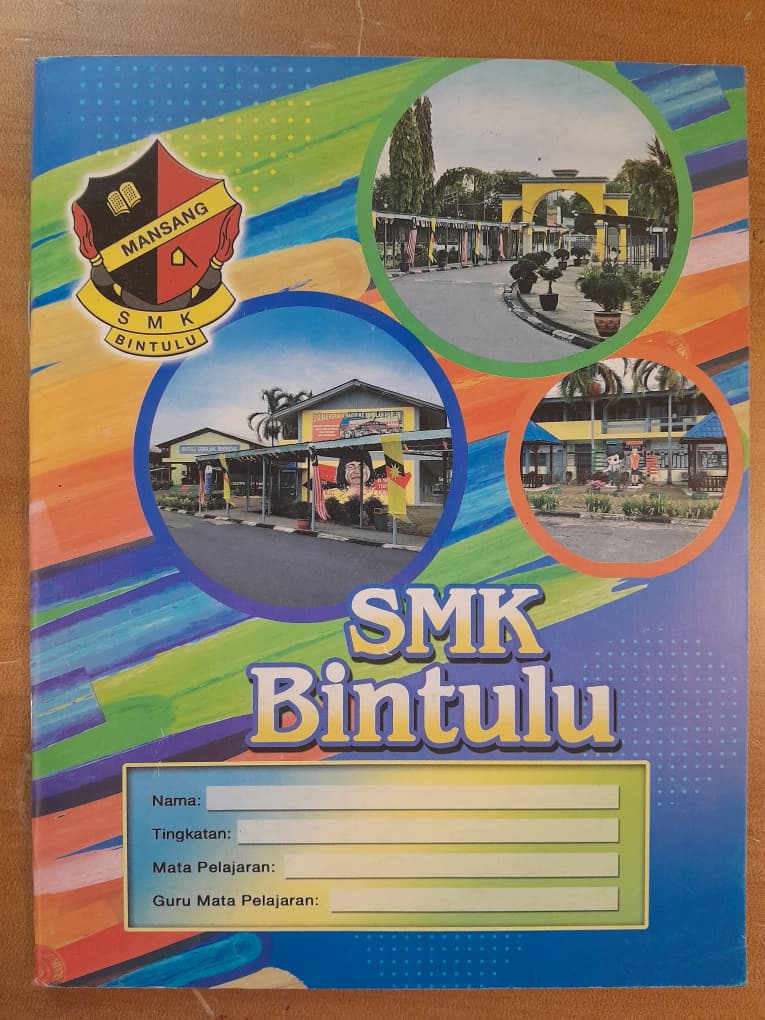 MANSANG
SMK
BINTULU
SMK
Bintulu
Nama:
Tingkatan:
Mata Pelajaran:
Guru Mata Pelajaran: